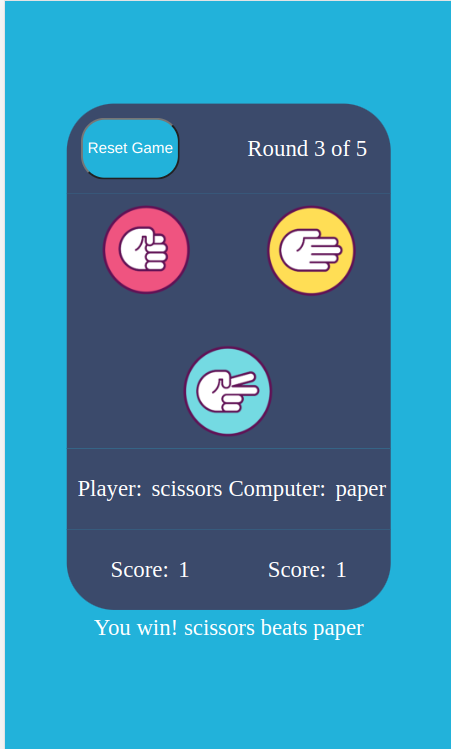 Reset Game Round 3 of 5
Player: scissors Computer: paper
Score: 1 Score: 1
You win! scissors beats paper